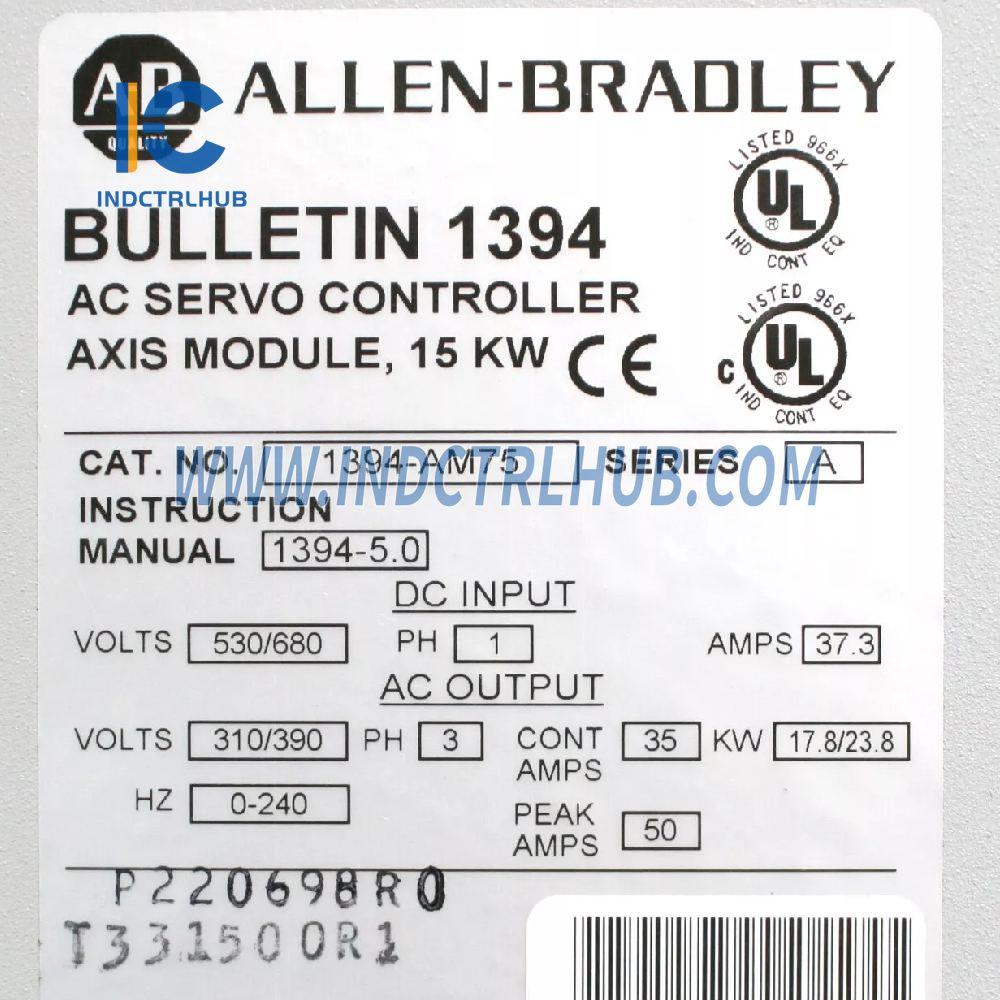 AB ALLEN-BRADLEY
QUALITY
IC
INDCTRLHUB
LISTED 966X
UL ®
IND CONT EQ
BULLETIN 1394
AC SERVO CONTROLLER
AXIS MODULE, 15 KW CE
LISTED 966X
C UL ®
IND CONT EQ
CAT. NO. 1394-AM75 SERIES A
WWW.INDCTRLHUB.COM
INSTRUCTION
MANUAL 1394-5.0
DC INPUT
VOLTS 530/680 PH 1 AMPS 37.3
AC OUTPUT
VOLTS 310/390 PH 3 CONT AMPS 35 KW 17.8/23.8
HZ 0-240 PEAK AMPS 50
P220698R0
T331500R1